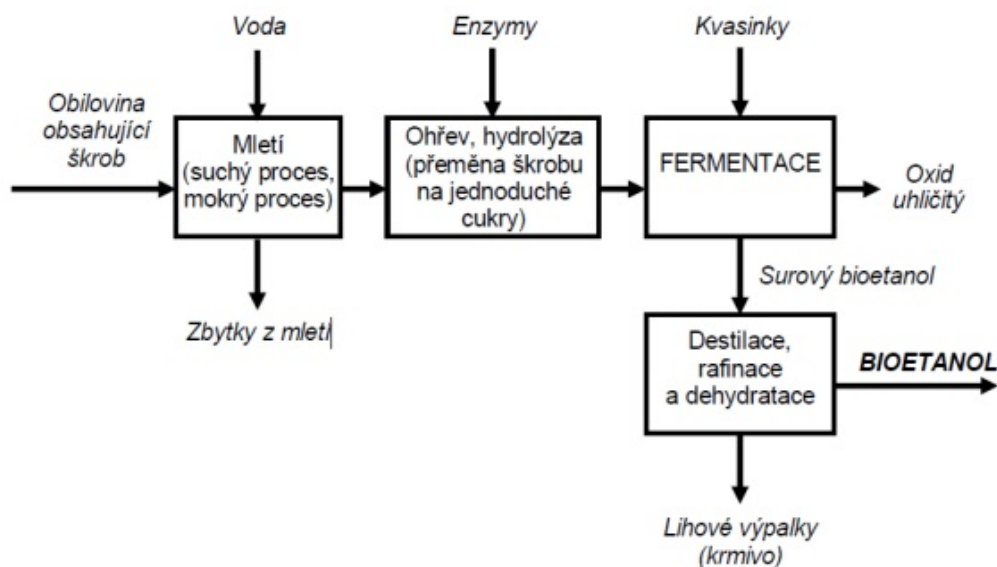 Voda
Enzymy
Kvasinky
Obilovina
obsahující
škrob
Mletí
(suchý proces,
mokrý proces)
Ohřev, hydrolýza
(přeměna škrobu
na jednoduché
cukry)
FERMENTACE
Oxid
uhličitý
Zbytky z mletí
Surový bioetanol
Destilace,
rafinace
a dehydratace
BIOETANOL
Lihové výpalky
(krmivo)